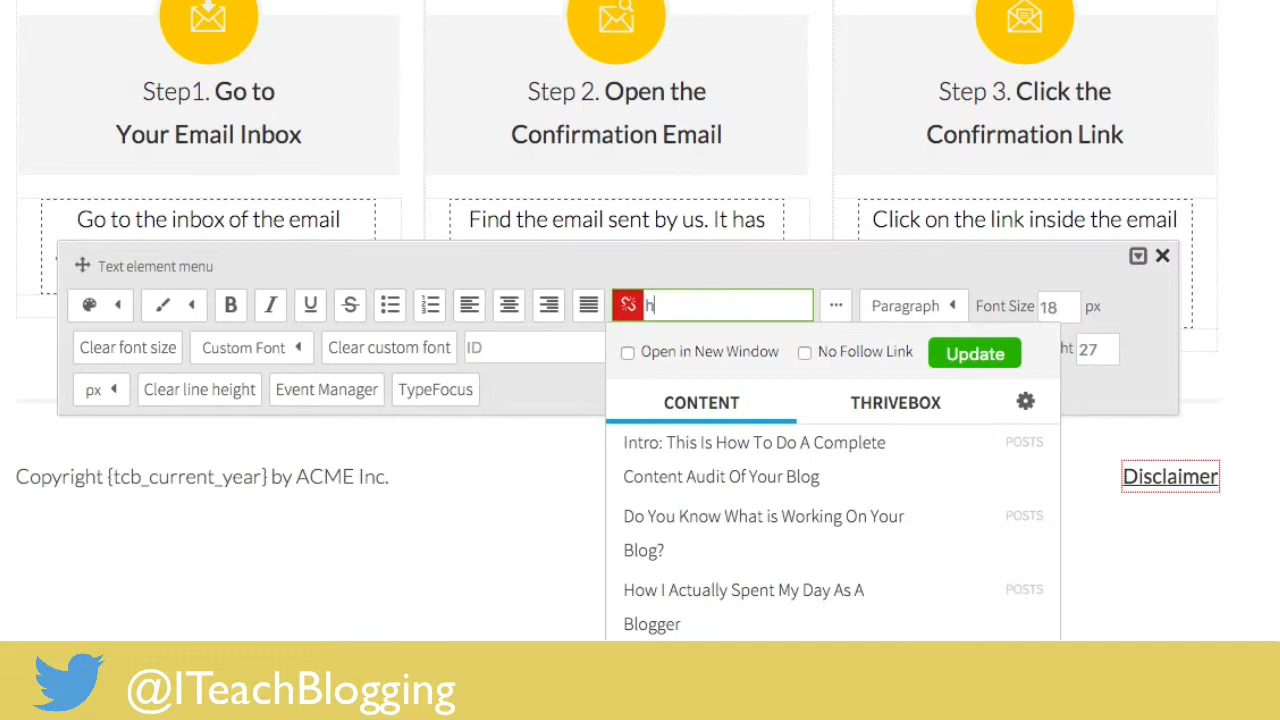 Step1. Go to
Your Email Inbox
Step 2. Open the
Confirmation Email
Step 3. Click the
Confirmation Link
Go to the inbox of the email
Find the email sent by us. It has
Click on the link inside the email
Text element menu
B I U S h ... Paragraph Font Size 18 px
Clear font size Custom Font Clear custom font ID ht 27
px Clear line height Event Manager TypeFocus
Open in New Window No Follow Link Update
CONTENT THRIVEBOX
Intro: This Is How To Do A Complete POSTS
Content Audit Of Your Blog
Do You Know What is Working On Your POSTS
Blog?
How I Actually Spent My Day As A POSTS
Blogger
Copyright {tcb_current_year} by ACME Inc.
Disclaimer
@ITeachBlogging